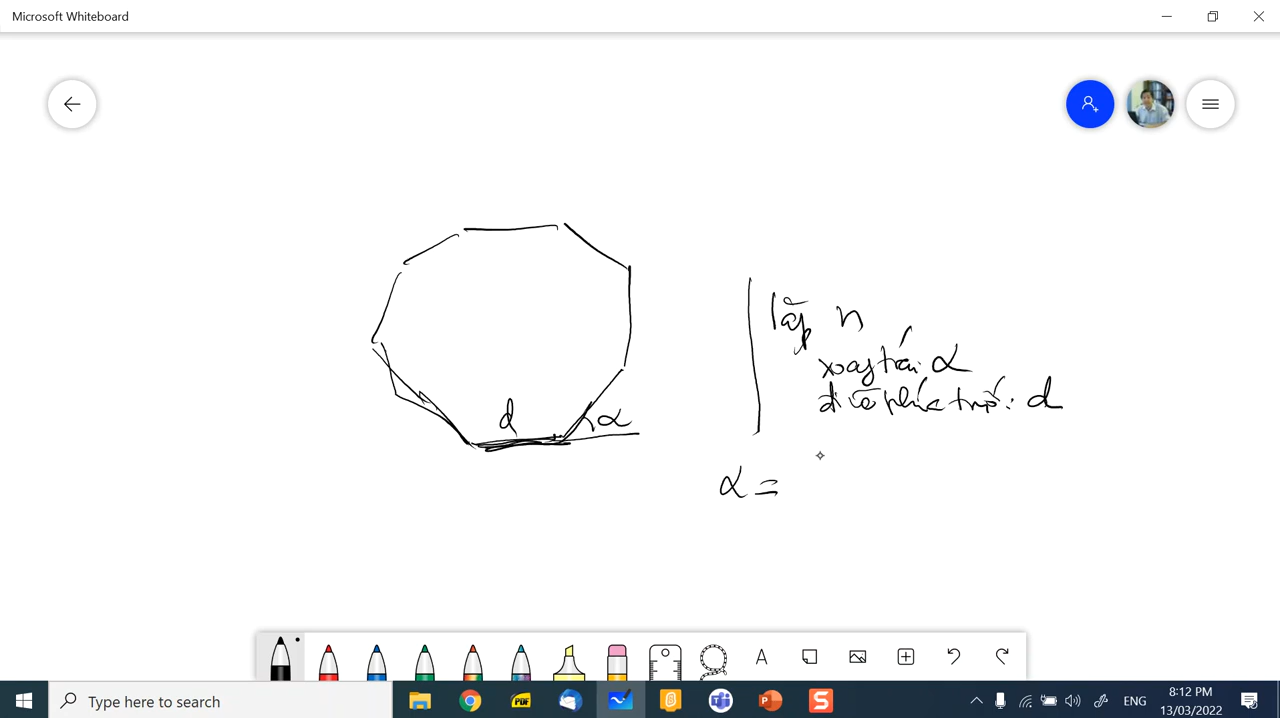 Microsoft Whiteboard
lặp n
xoay trái α
đi về phía trước: d
d
α
α =
A
Type here to search
PDF
ENG
8:12 PM
13/03/2022